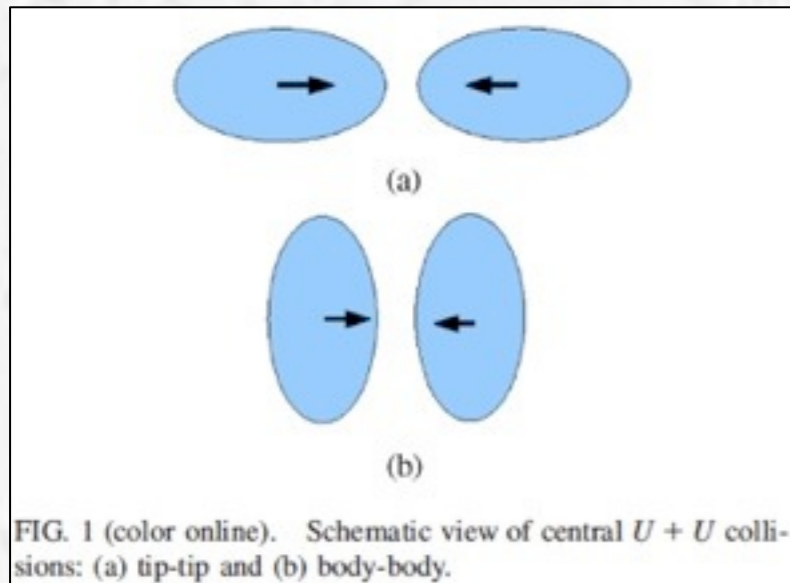 (a)
(b)
FIG. 1 (color online). Schematic view of central U + U colli-
sions: (a) tip-tip and (b) body-body.